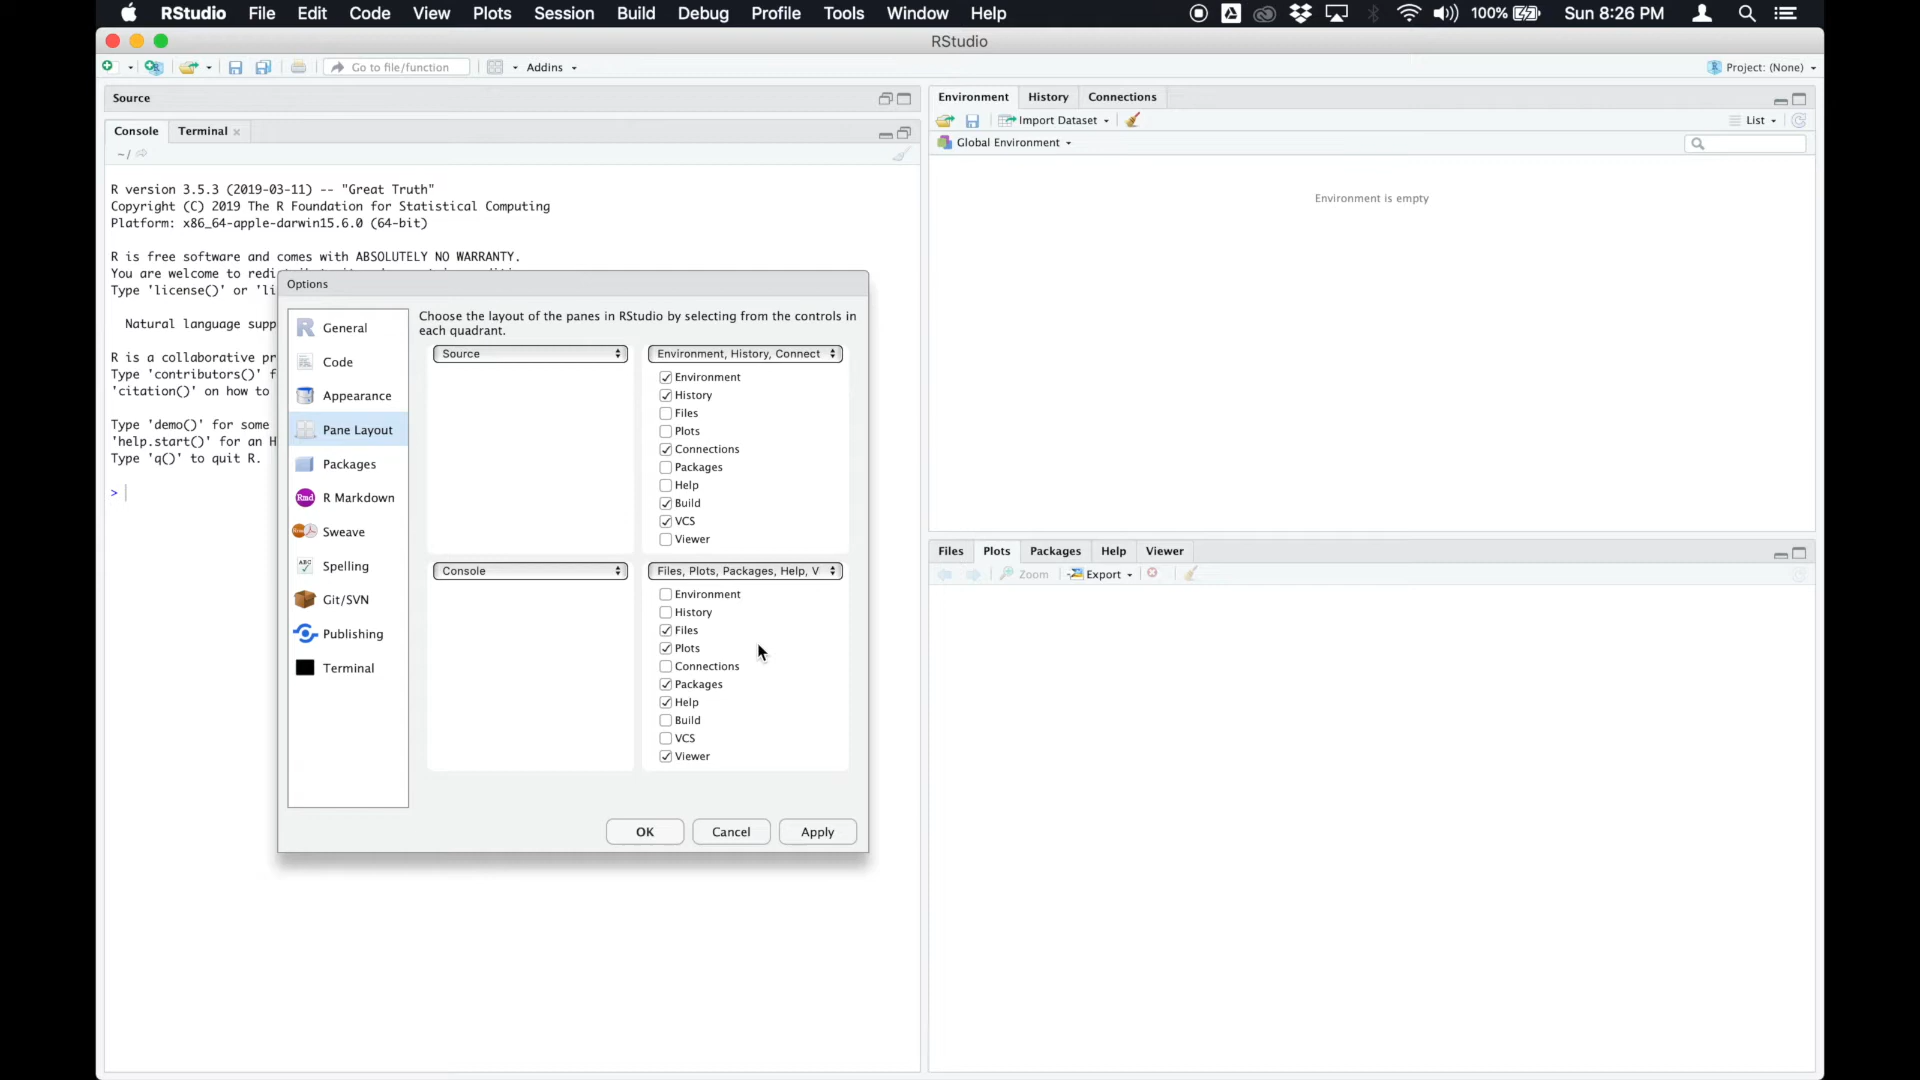 RStudio File Edit Code View Plots Session Build Debug Profile Tools Window Help 100% Sun 8:26 PM
RStudio
Go to file/function Addins Project: (None)
Source
Console Terminal
~/
R version 3.5.3 (2019-03-11) -- "Great Truth"
Copyright (C) 2019 The R Foundation for Statistical Computing
Platform: x86_64-apple-darwin15.6.0 (64-bit)
R is free software and comes with ABSOLUTELY NO WARRANTY.
You are welcome to redi
Type 'license()' or 'li
Natural language supp
R is a collaborative pr
Type 'contributors()' f
'citation()' on how to
Type 'demo()' for some
'help.start()' for an H
Type 'q()' to quit R.
>
Options
General
Code
Appearance
Pane Layout
Packages
Rmd R Markdown
Sweave
ABC Spelling
Git/SVN
Publishing
Terminal
Choose the layout of the panes in RStudio by selecting from the controls in
each quadrant.
Source
Environment, History, Connect
Environment
History
Files
Plots
Connections
Packages
Help
Build
VCS
Viewer
Console
Files, Plots, Packages, Help, V
Environment
History
Files
Plots
Connections
Packages
Help
Build
VCS
Viewer
OK Cancel Apply
Environment History Connections
Import Dataset List
Global Environment
Environment is empty
Files Plots Packages Help Viewer
Zoom Export